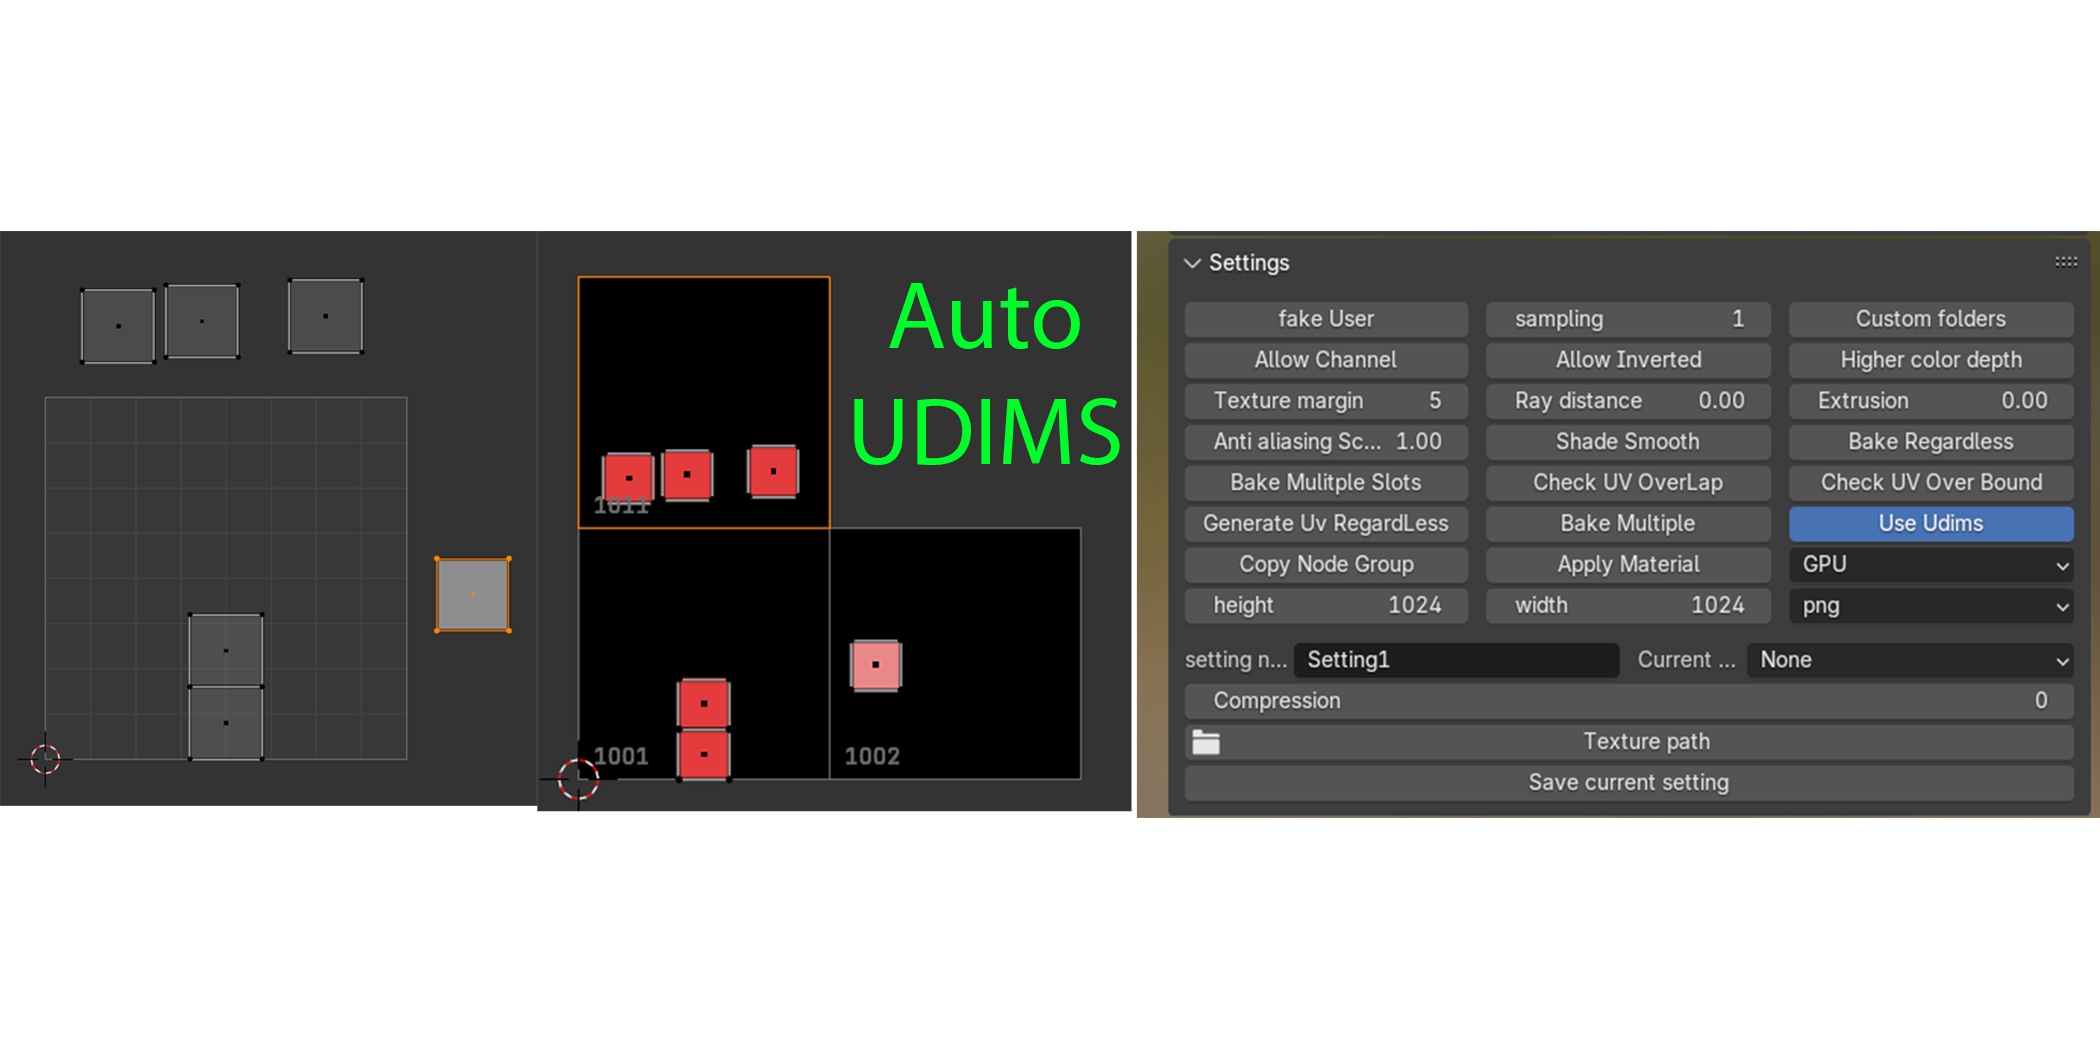 Auto
UDIMS
1011
1001
1002
Settings
fake User
sampling 1
Custom folders
Allow Channel
Allow Inverted
Higher color depth
Texture margin 5
Ray distance 0.00
Extrusion 0.00
Anti aliasing Sc... 1.00
Shade Smooth
Bake Regardless
Bake Mulitple Slots
Check UV OverLap
Check UV Over Bound
Generate Uv RegardLess
Bake Multiple
Use Udims
Copy Node Group
Apply Material
GPU
height 1024
width 1024
png
setting n... Setting1
Current ... None
Compression 0
Texture path
Save current setting